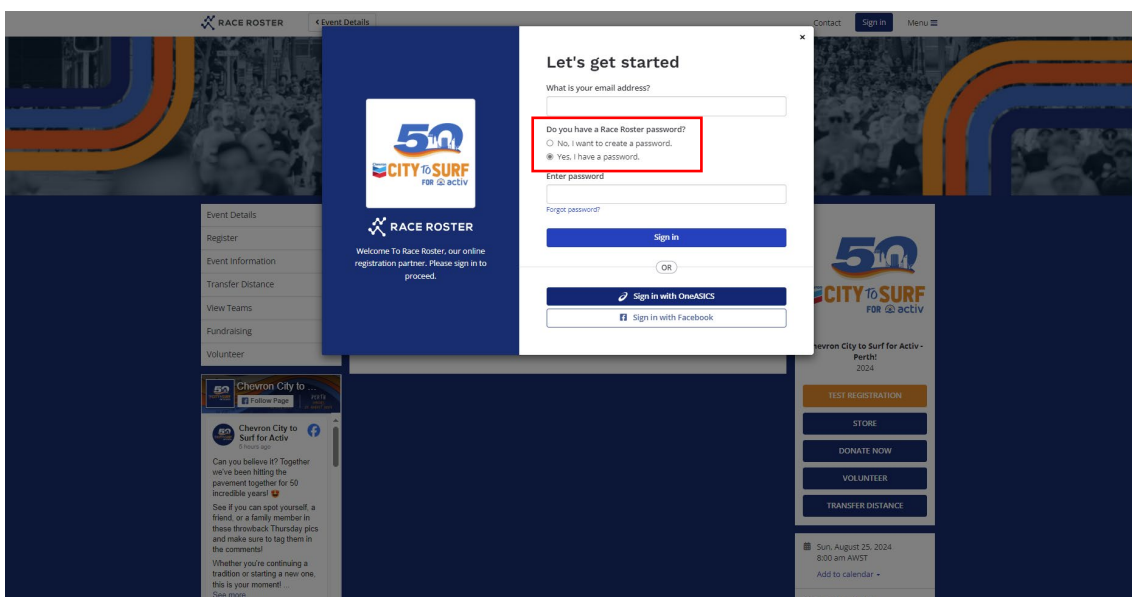 RACE ROSTER
Event Details
Contact
Sign in
Menu
50
CITY TO SURF
FOR activ
RACE ROSTER
Welcome To Race Roster, our online
registration partner. Please sign in to
proceed.
×
Let's get started
What is your email address?
Do you have a Race Roster password?
No, I want to create a password.
Yes, I have a password.
Enter password
Forgot password?
Sign in
OR
Sign in with OneASICS
Sign in with Facebook
Event Details
Register
Event Information
Transfer Distance
View Teams
Fundraising
Volunteer
Chevron City to ...
Follow Page
Chevron City to
Surf for Activ
5 hours ago
Can you believe it? Together
we've been hitting the
pavement together for 50
incredible years! 🤩
See if you can spot yourself, a
friend, or a family member in
these throwback Thursday pics
and make sure to tag them in
the comments!
Whether you're continuing a
tradition or starting a new one,
this is your moment! ...
See more
50
CITY TO SURF
FOR activ
hevron City to Surf for Activ -
Perth!
2024
TEST REGISTRATION
STORE
DONATE NOW
VOLUNTEER
TRANSFER DISTANCE
Sun, August 25, 2024
8:00 am AWST
Add to calendar